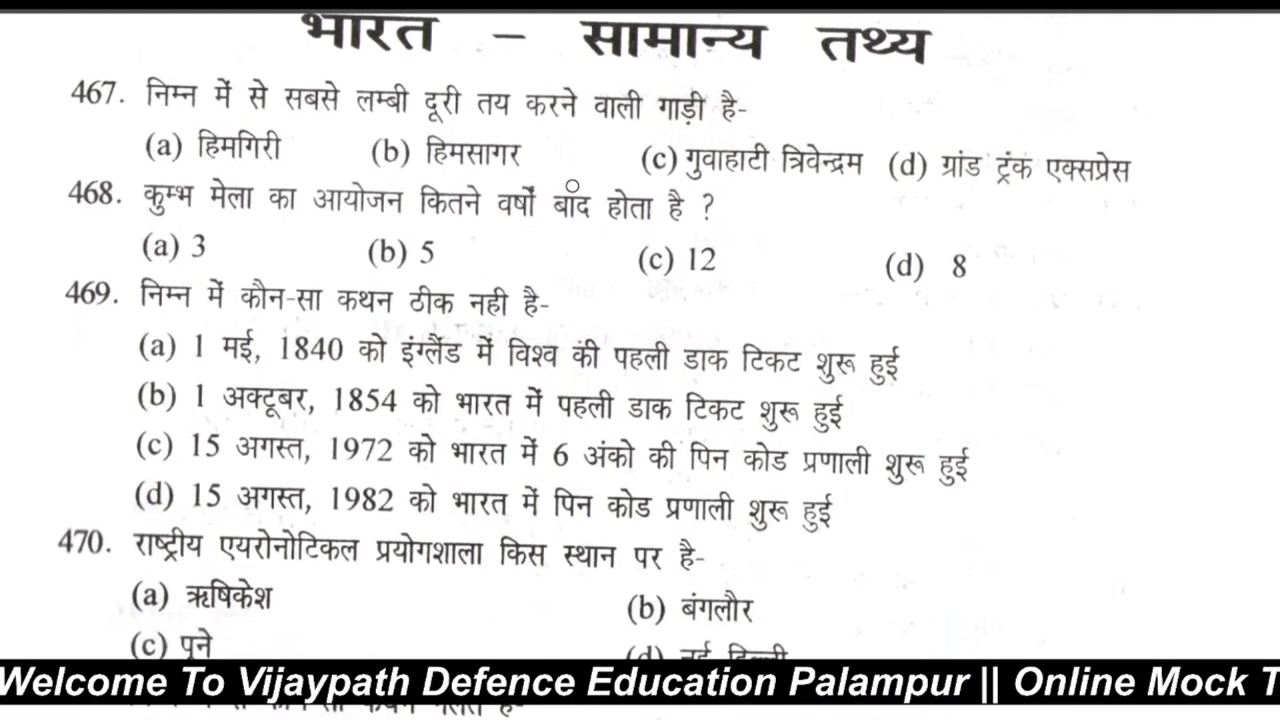 भारत – सामान्य तथ्य
467. निम्न में से सबसे लम्बी दूरी तय करने वाली गाड़ी है-
(a) हिमगिरी (b) हिमसागर (c) गुवाहाटी त्रिवेन्द्रम (d) ग्रांड ट्रंक एक्सप्रेस
468. कुम्भ मेला का आयोजन कितने वर्षों बाद होता है ?
(a) 3 (b) 5 (c) 12 (d) 8
469. निम्न में कौन-सा कथन ठीक नही है-
(a) 1 मई, 1840 को इंग्लैंड में विश्व की पहली डाक टिकट शुरू हुई
(b) 1 अक्टूबर, 1854 को भारत में पहली डाक टिकट शुरू हुई
(c) 15 अगस्त, 1972 को भारत में 6 अंको की पिन कोड प्रणाली शुरू हुई
(d) 15 अगस्त, 1982 को भारत में पिन कोड प्रणाली शुरू हुई
470. राष्ट्रीय एयरोनोटिकल प्रयोगशाला किस स्थान पर है-
(a) ऋषिकेश (b) बंगलौर
(c) पूने (d) नई दिल्ली
Welcome To Vijaypath Defence Education Palampur || Online Mock T